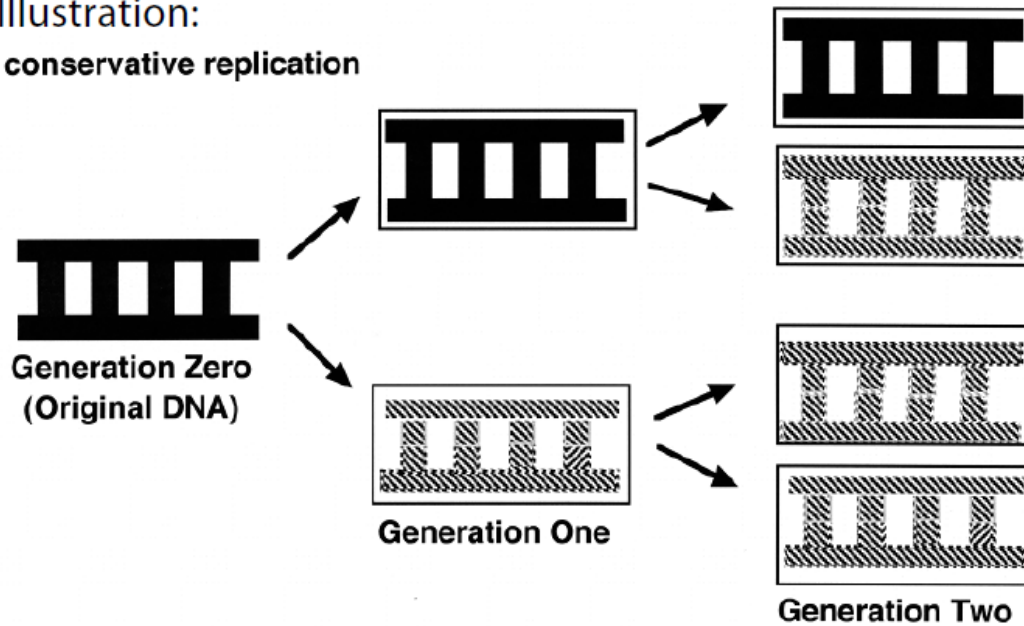 Illustration:
conservative replication
Generation Zero
(Original DNA)
Generation One
Generation Two